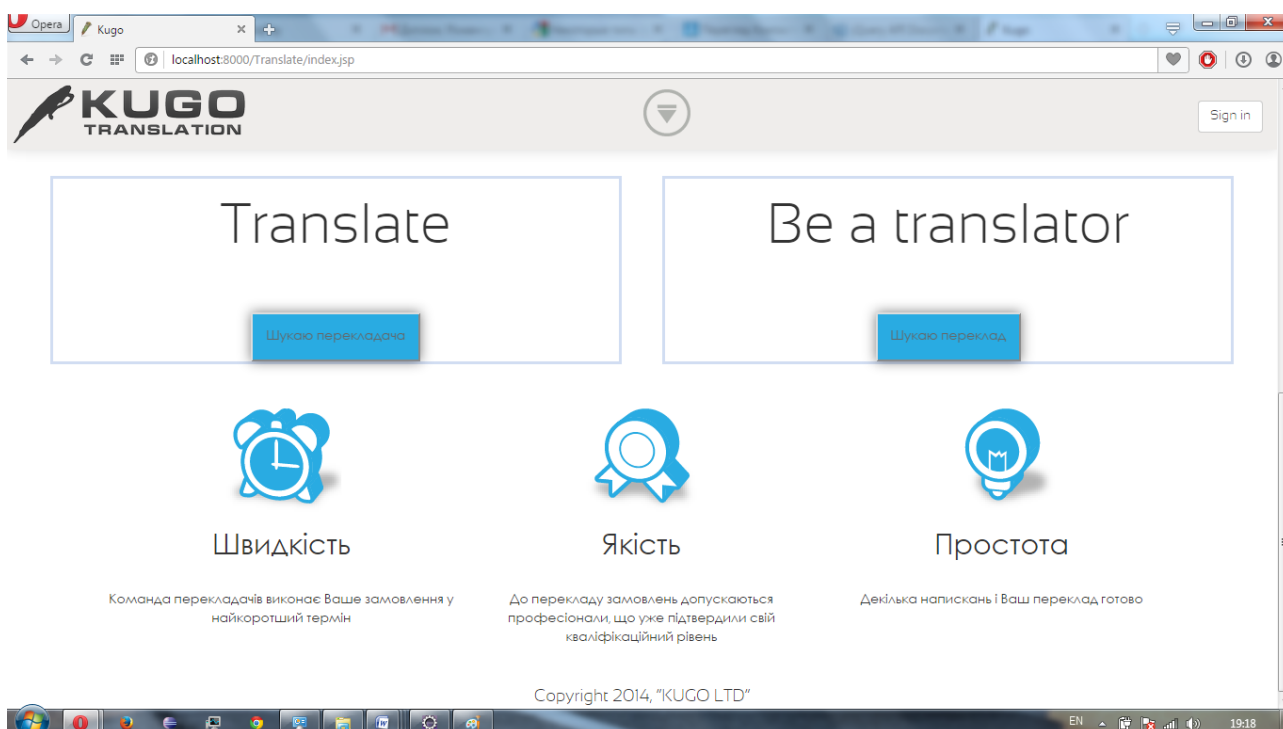 Opera
Kugo
localhost:8000/Translate/index.jsp
KUGO
TRANSLATION
Sign in
Translate
Be a translator
Шукаю перекладача
Шукаю переклад
Швидкість
Якість
Простота
Команда перекладачів виконає Ваше замовлення у
найкоротший термін
До перекладу замовлень допускаються
професіонали, що уже підтвердили свій
кваліфікаційний рівень
Декілька напискань і Ваш переклад готово
Copyright 2014, "KUGO LTD"
EN
19:18